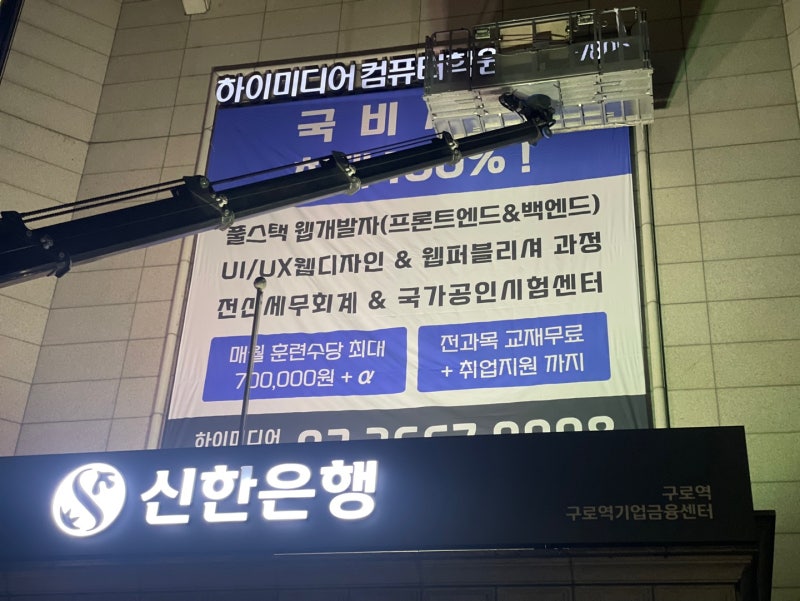 하이미디어 컴퓨터학원
국 비
100% !
풀스택 웹개발자(프론트엔드&백엔드)
UI/UX웹디자인 & 웹퍼블리셔 과정
전산세무회계 & 국가공인시험센터
매월 훈련수당 최대
700,000원 + α
전과목 교재무료
+ 취업지원 까지
하이미디어
신한은행
구로역
구로역기업금융센터